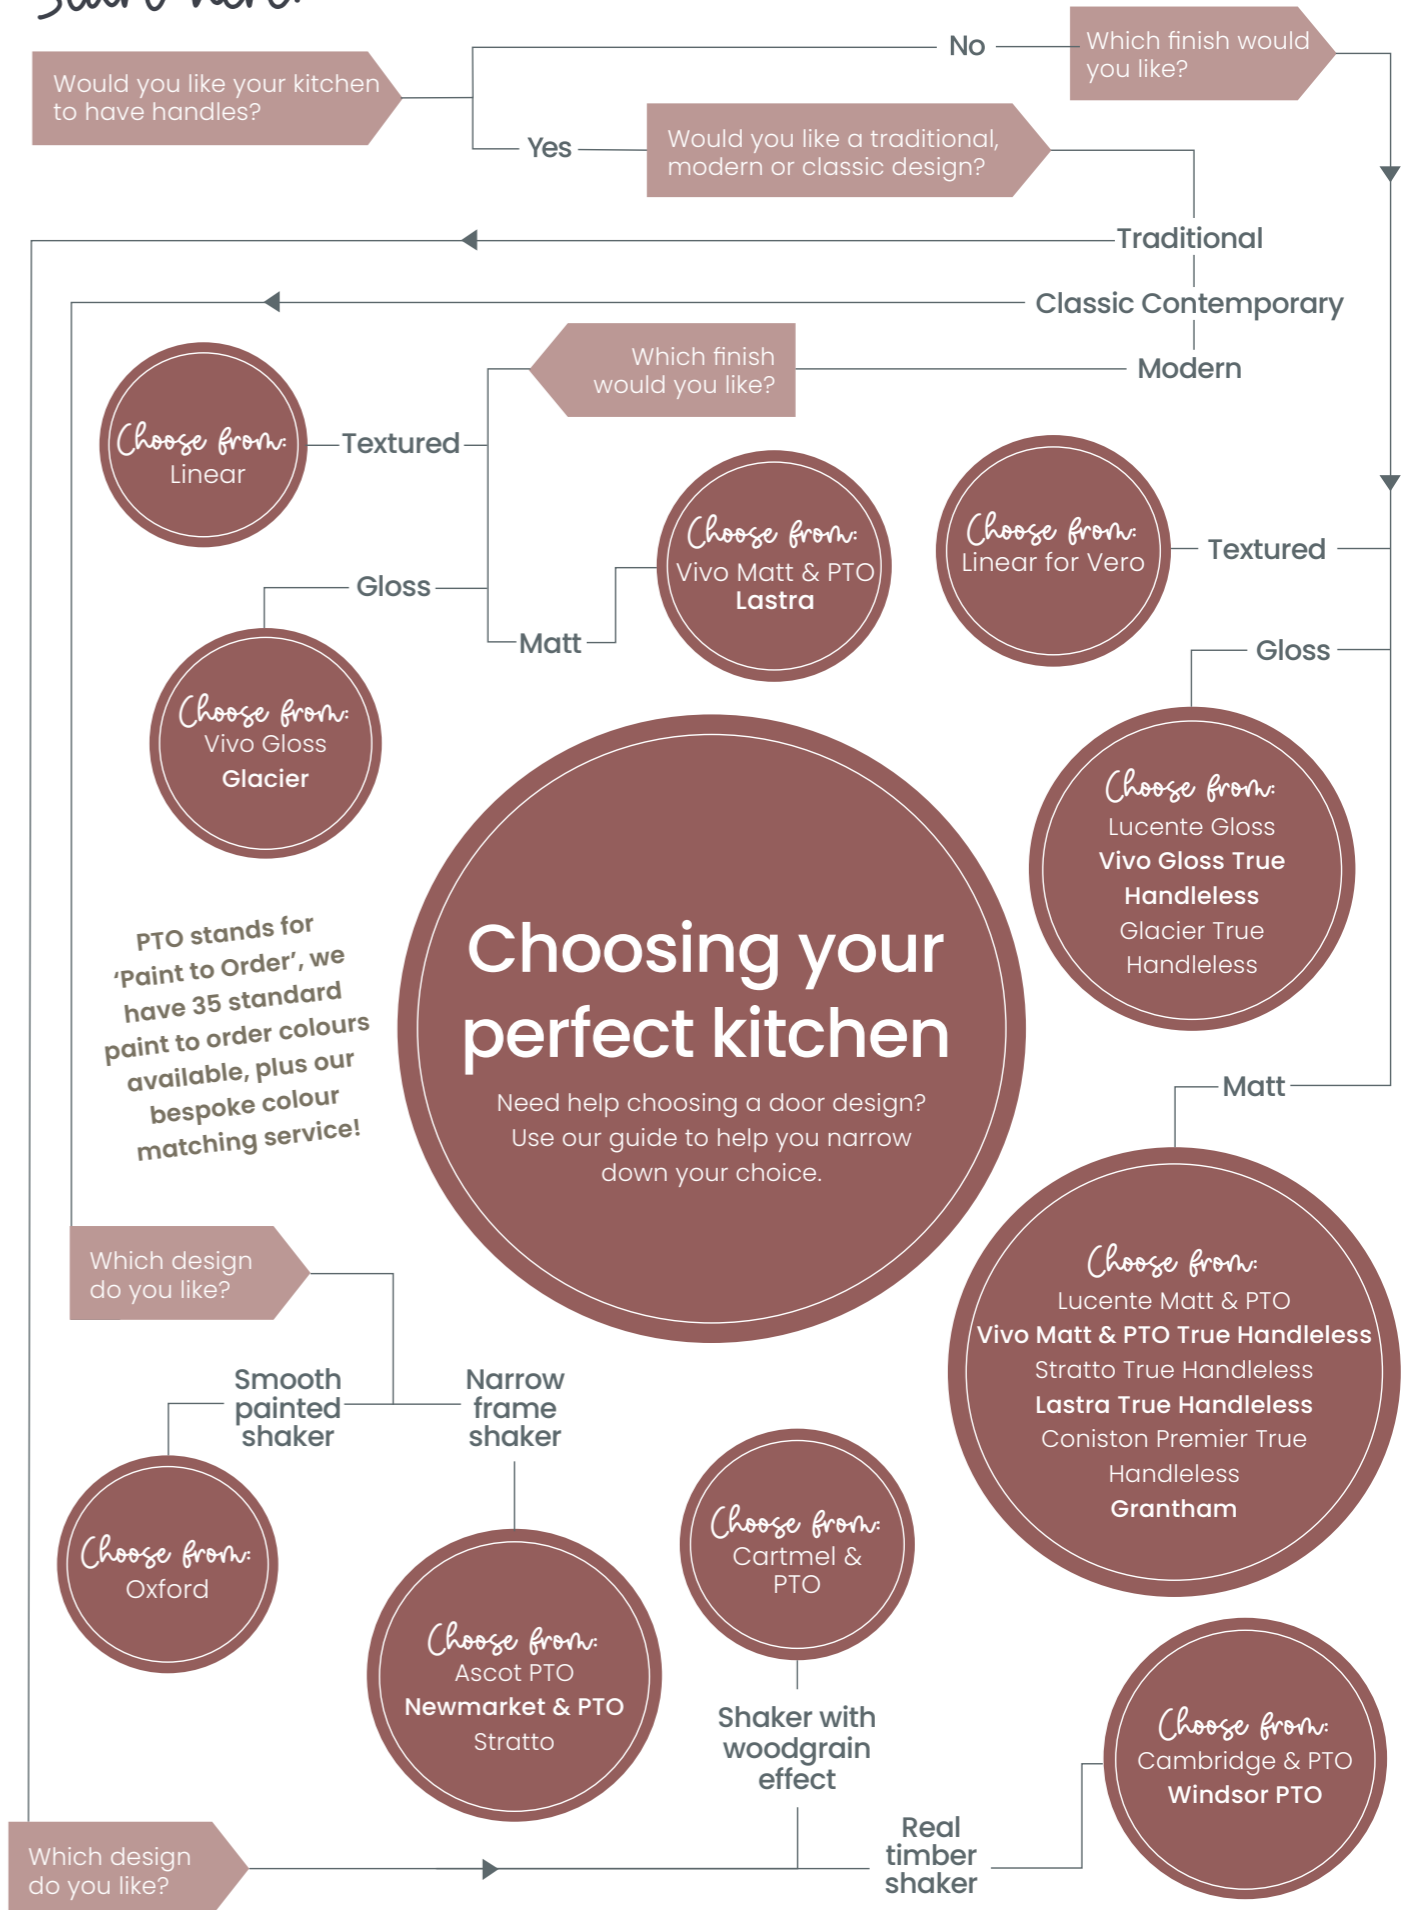 Start here:
No
Which finish would
you like?
Would you like your kitchen
to have handles?
Yes
Would you like a traditional,
modern or classic design?
Traditional
Classic Contemporary
Which finish
would you like?
Modern
Choose from:
Linear
Textured
Choose from:
Vivo Matt & PTO
Lastra
Choose from:
Linear for Vero
Textured
Gloss
Matt
Gloss
Choose from:
Vivo Gloss
Glacier
Choose from:
Lucente Gloss
Vivo Gloss True
Handleless
Glacier True
Handleless
PTO stands for
‘Paint to Order’, we
have 35 standard
paint to order colours
available, plus our
bespoke colour
matching service!
Choosing your
perfect kitchen
Need help choosing a door design?
Use our guide to help you narrow
down your choice.
Matt
Choose from:
Lucente Matt & PTO
Vivo Matt & PTO True Handleless
Stratto True Handleless
Lastra True Handleless
Coniston Premier True
Handleless
Grantham
Which design
do you like?
Smooth
painted
shaker
Narrow
frame
shaker
Choose from:
Oxford
Choose from:
Ascot PTO
Newmarket & PTO
Stratto
Choose from:
Cartmel &
PTO
Shaker with
woodgrain
effect
Choose from:
Cambridge & PTO
Windsor PTO
Real
timber
shaker
Which design
do you like?